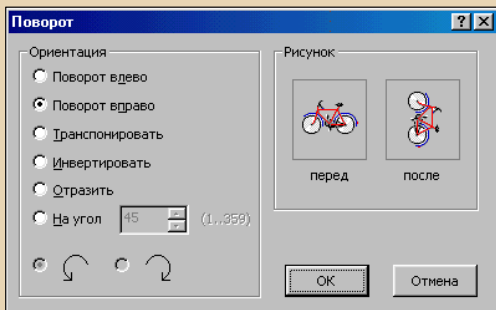 Поворот
Ориентация
Поворот влево
Поворот вправо
Транспонировать
Инвертировать
Отразить
На угол 45 (1..359)
Рисунок
перед после
OK Отмена